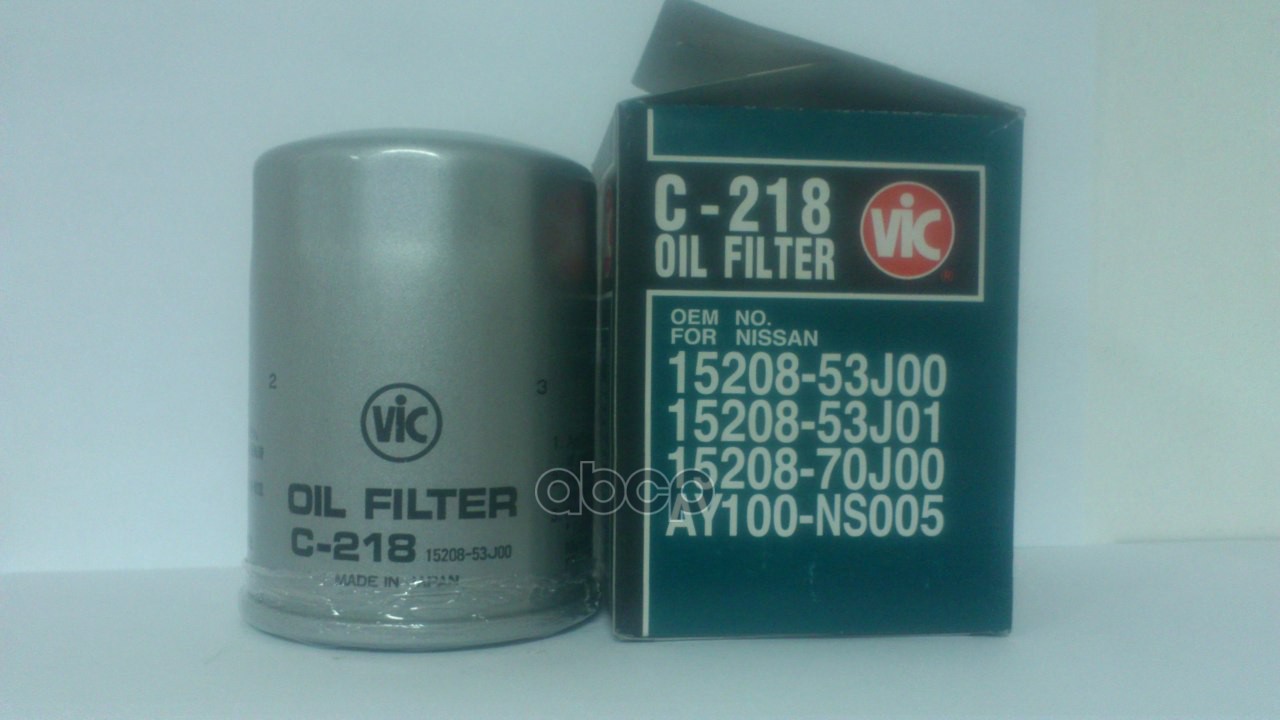 2
3
VIC
OIL FILTER
C-218 15208-53J00
MADE IN JAPAN
C-218
OIL FILTER
VIC
OEM NO.
FOR NISSAN
15208-53J00
15208-53J01
15208-70J00
AY100-NS005
abcp